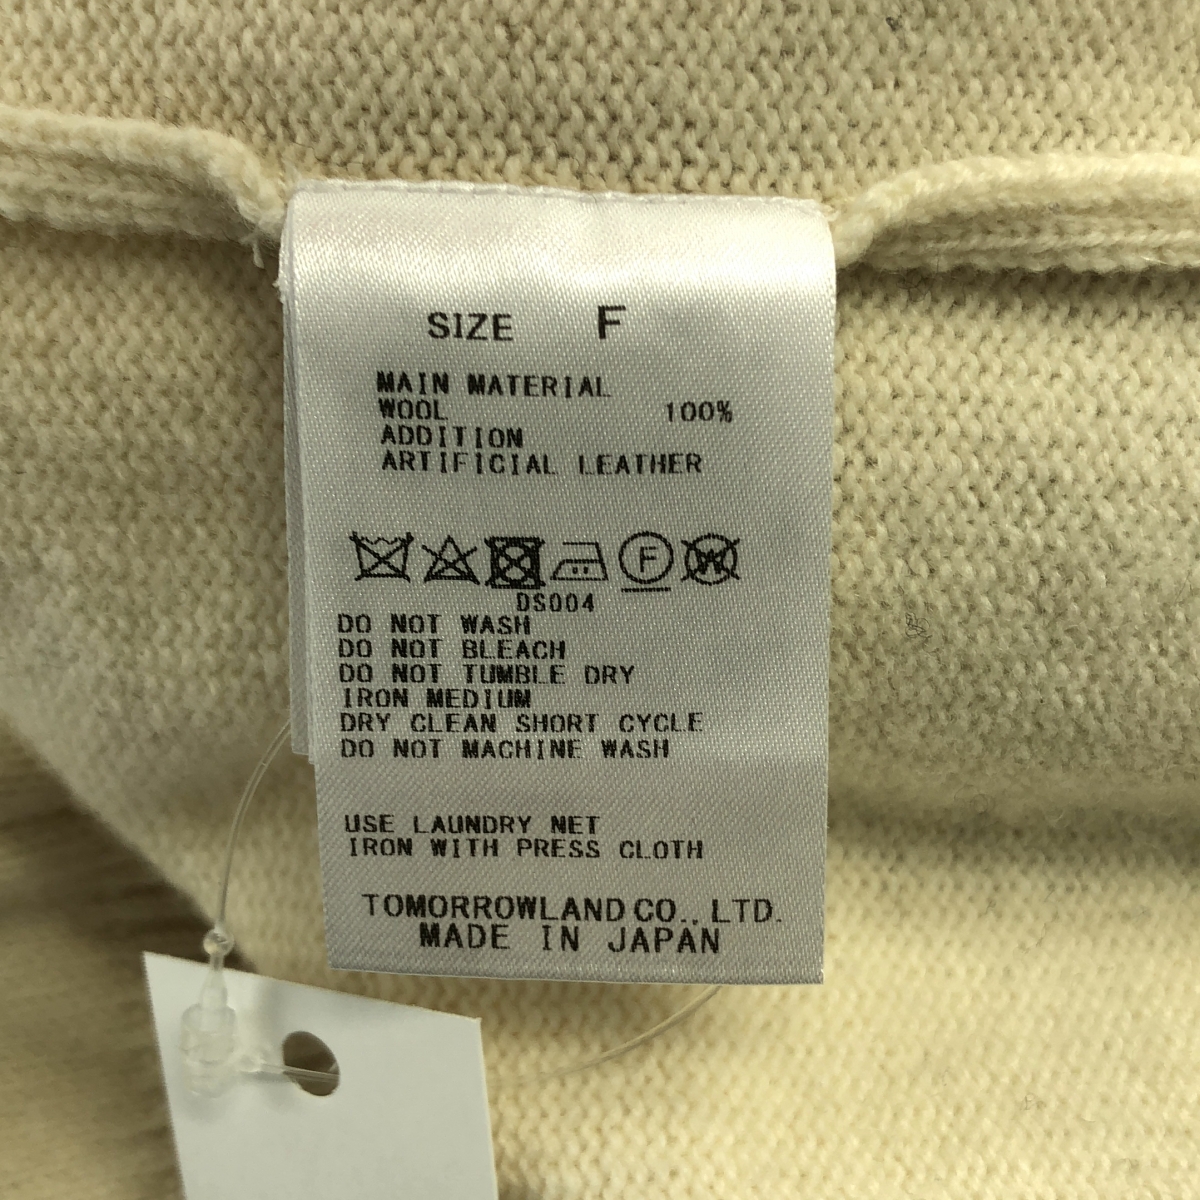 SIZE F
MAIN MATERIAL
WOOL 100%
ADDITION
ARTIFICIAL LEATHER
F W
DS004
DO NOT WASH
DO NOT BLEACH
DO NOT TUMBLE DRY
IRON MEDIUM
DRY CLEAN SHORT CYCLE
DO NOT MACHINE WASH
USE LAUNDRY NET
IRON WITH PRESS CLOTH
TOMORROWLAND CO., LTD.
MADE IN JAPAN